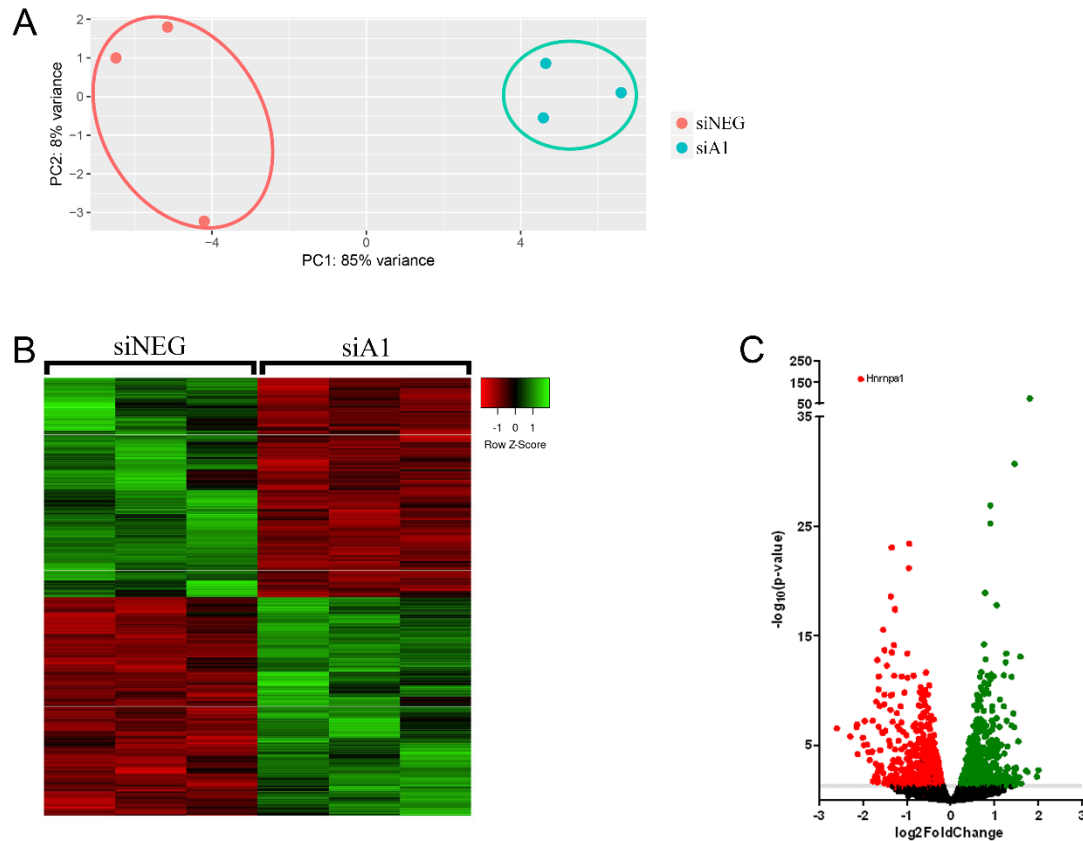 A
2
1
0
−1
−2
−3
PC2: 8% variance
−4
0
4
PC1: 85% variance
siNEG
siA1
B
siNEG
siA1
-1 0 1
Row Z-Score
C
250
150
50
35
25
15
5
-log10(p-value)
Hnrnpa1
-3 -2 -1 0 1 2 3
log2FoldChange